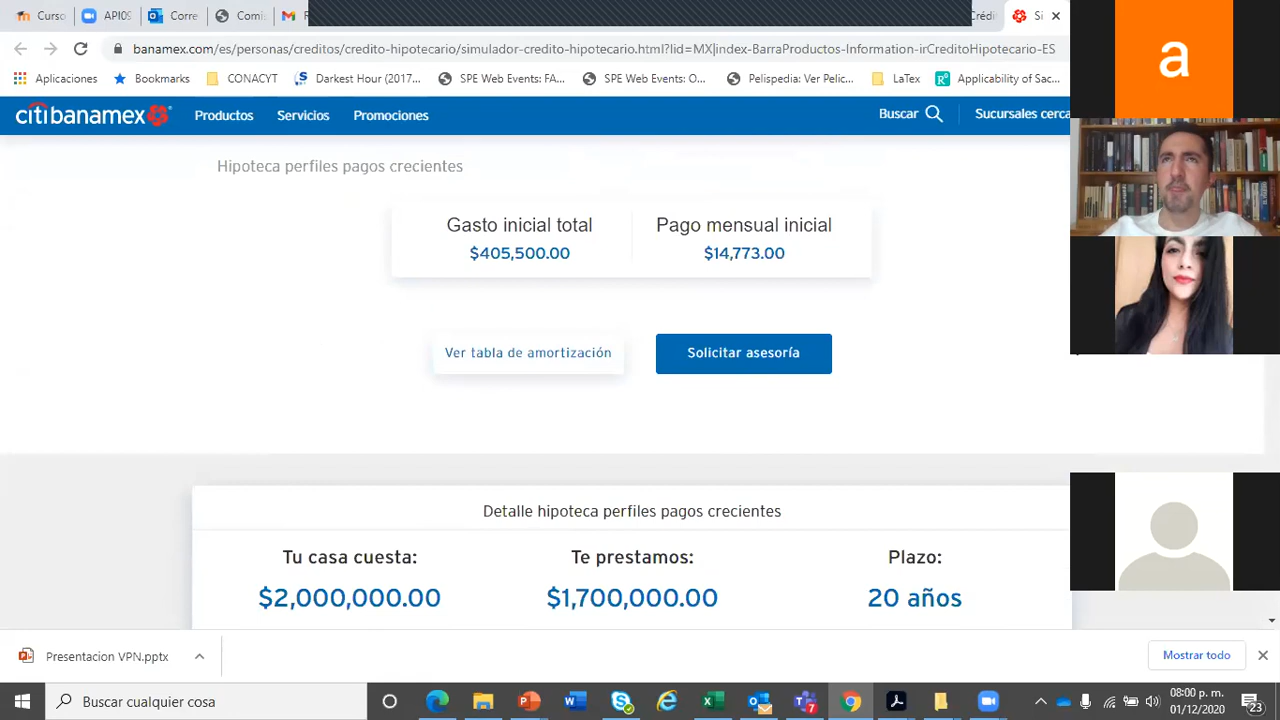 Curso
API09
Corre
Comis
banamex.com/es/personas/creditos/credito-hipotecario/simulador-credito-hipotecario.html?lid=MX|index-BarraProductos-Information-irCreditoHipotecario-ES
Aplicaciones
Bookmarks
CONACYT
Darkest Hour (2017...
SPE Web Events: FA...
SPE Web Events: O...
Pelispedia: Ver Pelic...
LaTex
Applicability of Sac...
citibanamex
Productos
Servicios
Promociones
Buscar
Sucursales cerca
Hipoteca perfiles pagos crecientes
Gasto inicial total
$405,500.00
Pago mensual inicial
$14,773.00
Ver tabla de amortización
Solicitar asesoría
Detalle hipoteca perfiles pagos crecientes
Tu casa cuesta:
$2,000,000.00
Te prestamos:
$1,700,000.00
Plazo:
20 años
a
Presentacion VPN.pptx
Mostrar todo
Buscar cualquier cosa
7
08:00 p. m.
01/12/2020
23